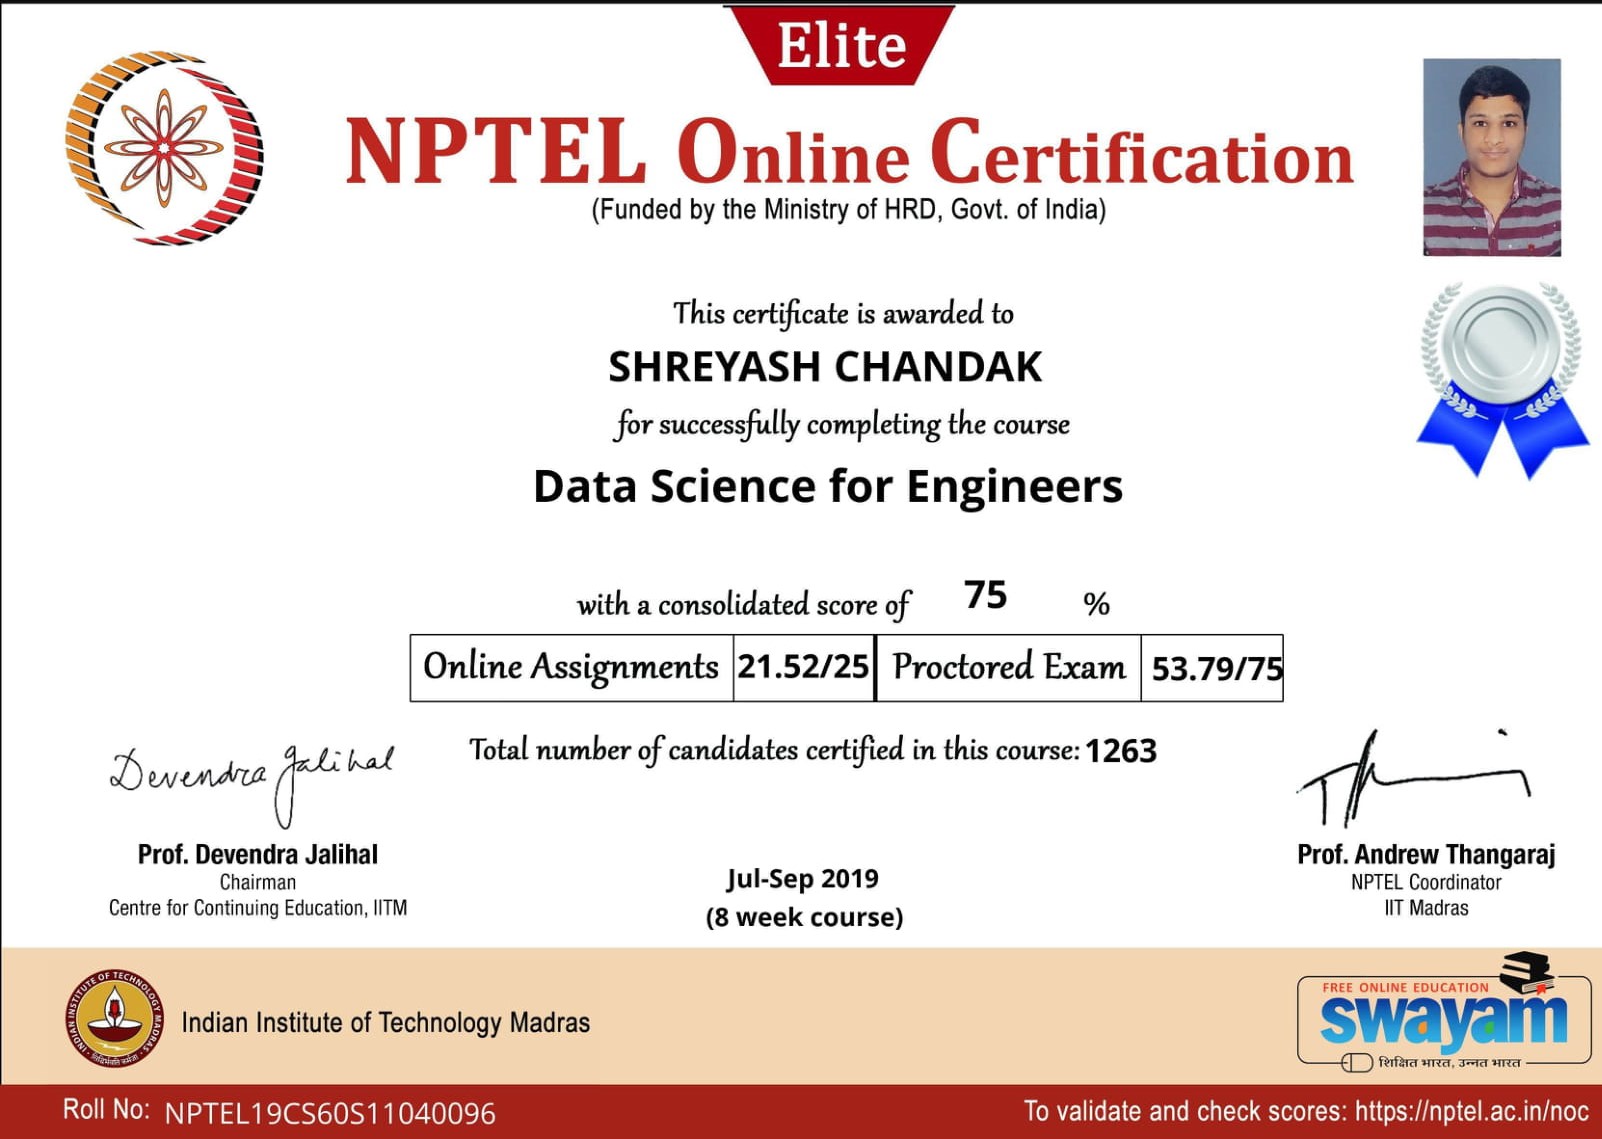 Elite
NPTEL Online Certification
(Funded by the Ministry of HRD, Govt. of India)
This certificate is awarded to
SHREYASH CHANDAK
for successfully completing the course
Data Science for Engineers
with a consolidated score of 75 %
Online Assignments 21.52/25 Proctored Exam 53.79/75
Total number of candidates certified in this course: 1263
Devendra Jalihal
Prof. Devendra Jalihal
Chairman
Centre for Continuing Education, IITM
Jul-Sep 2019
(8 week course)
Prof. Andrew Thangaraj
NPTEL Coordinator
IIT Madras
INDIAN INSTITUTE OF TECHNOLOGY MADRAS
सिद्धिर्भवति कर्मजा
Indian Institute of Technology Madras
FREE ONLINE EDUCATION
swayam
शिक्षित भारत, उन्नत भारत
Roll No: NPTEL19CS60S11040096
To validate and check scores: https://nptel.ac.in/noc